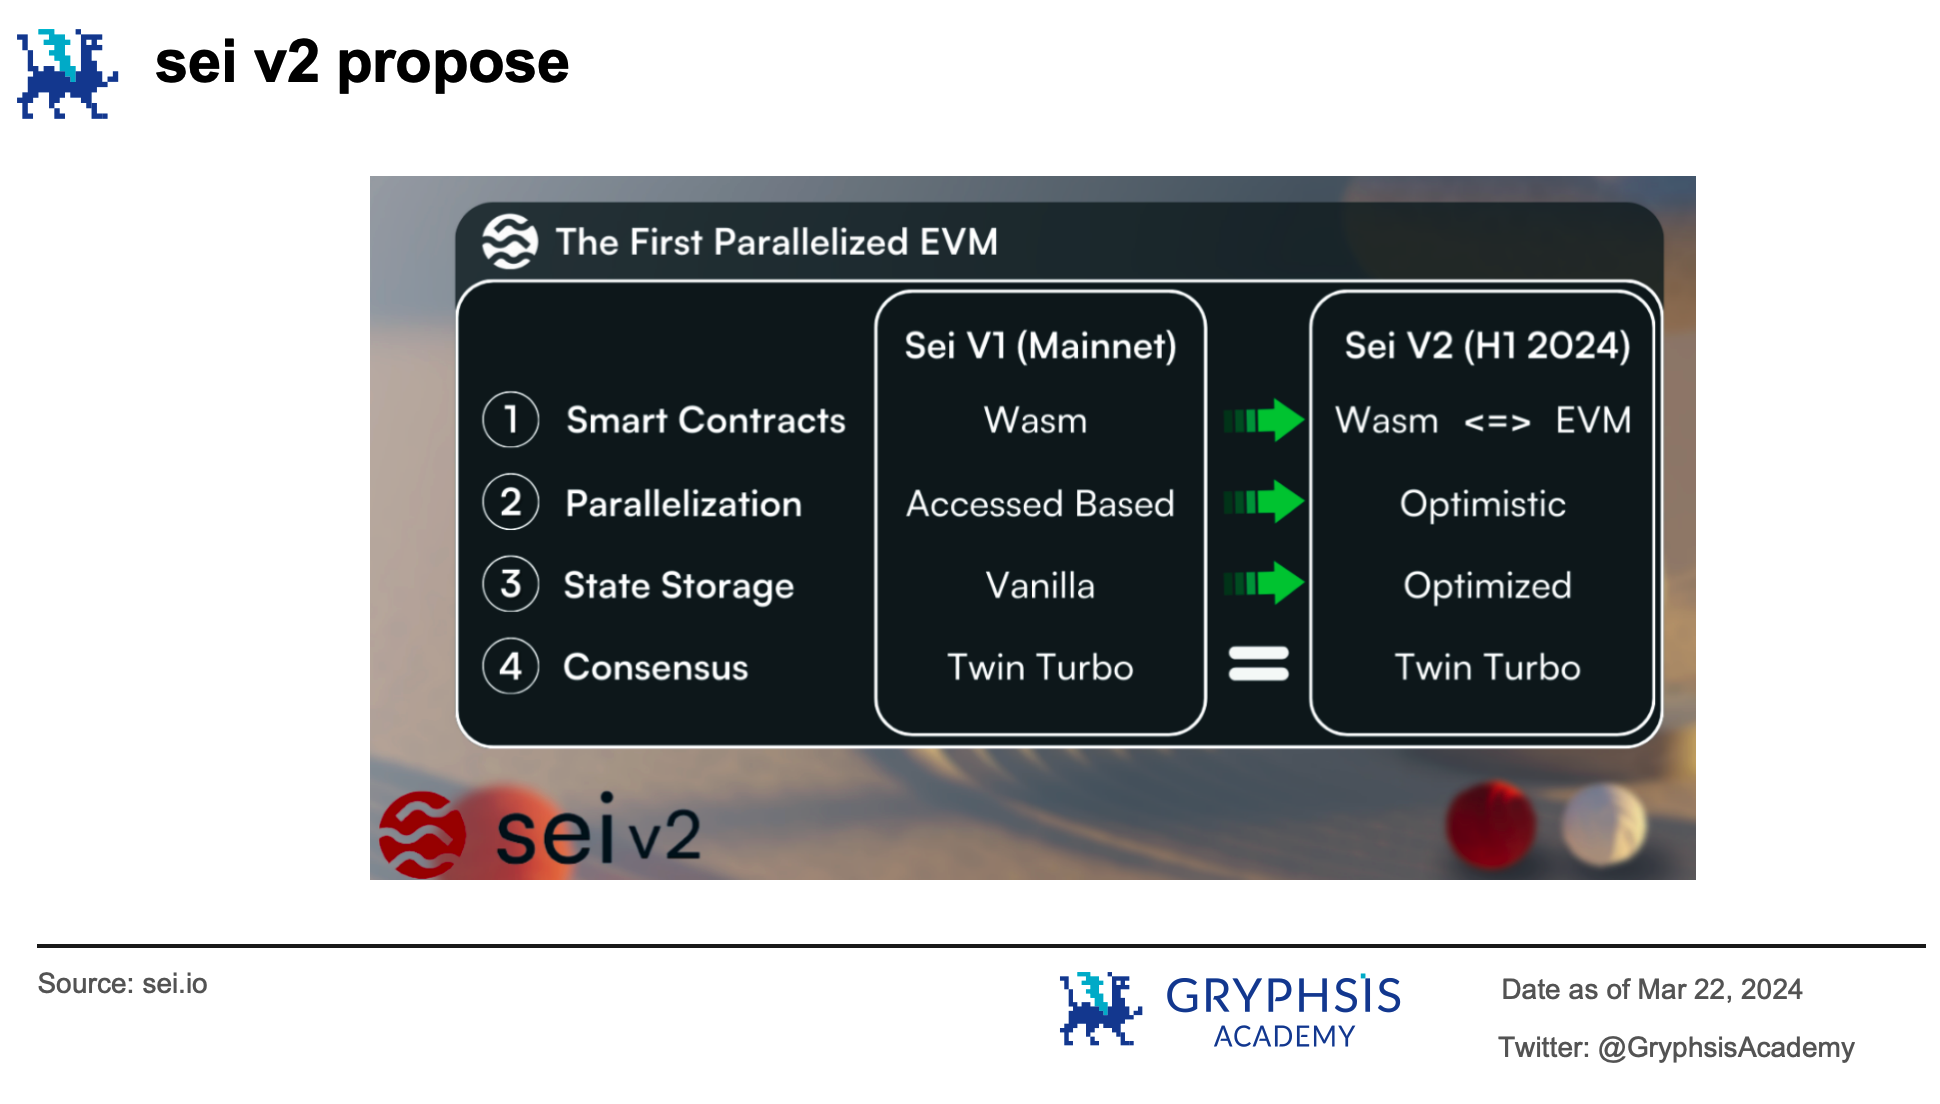 sei v2 propose
The First Parallelized EVM
Sei V1 (Mainnet) Sei V2 (H1 2024)
1 Smart Contracts Wasm Wasm <=> EVM
2 Parallelization Accessed Based Optimistic
3 State Storage Vanilla Optimized
4 Consensus Twin Turbo = Twin Turbo
sei v2
Source: sei.io
GRYPHSIS
ACADEMY
Date as of Mar 22, 2024
Twitter: @GryphsisAcademy